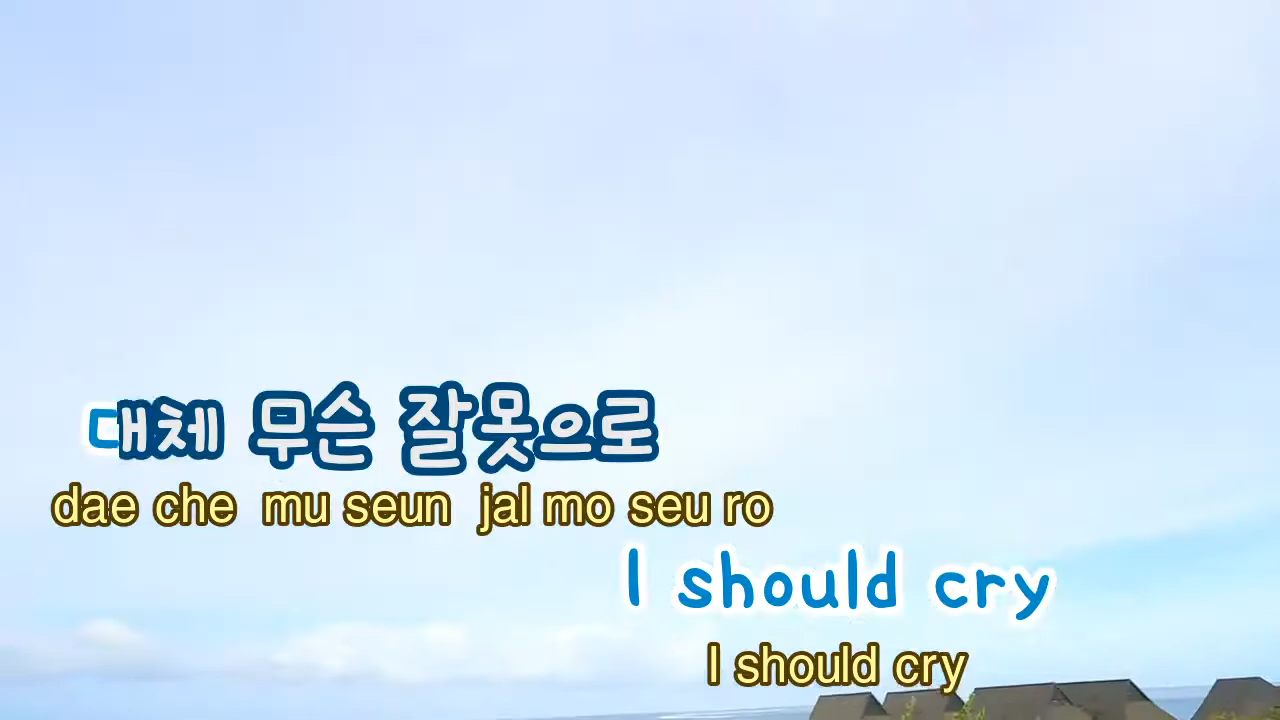 대체 무슨 잘못으로
dae che mu seun jal mo seu ro
I should cry
I should cry